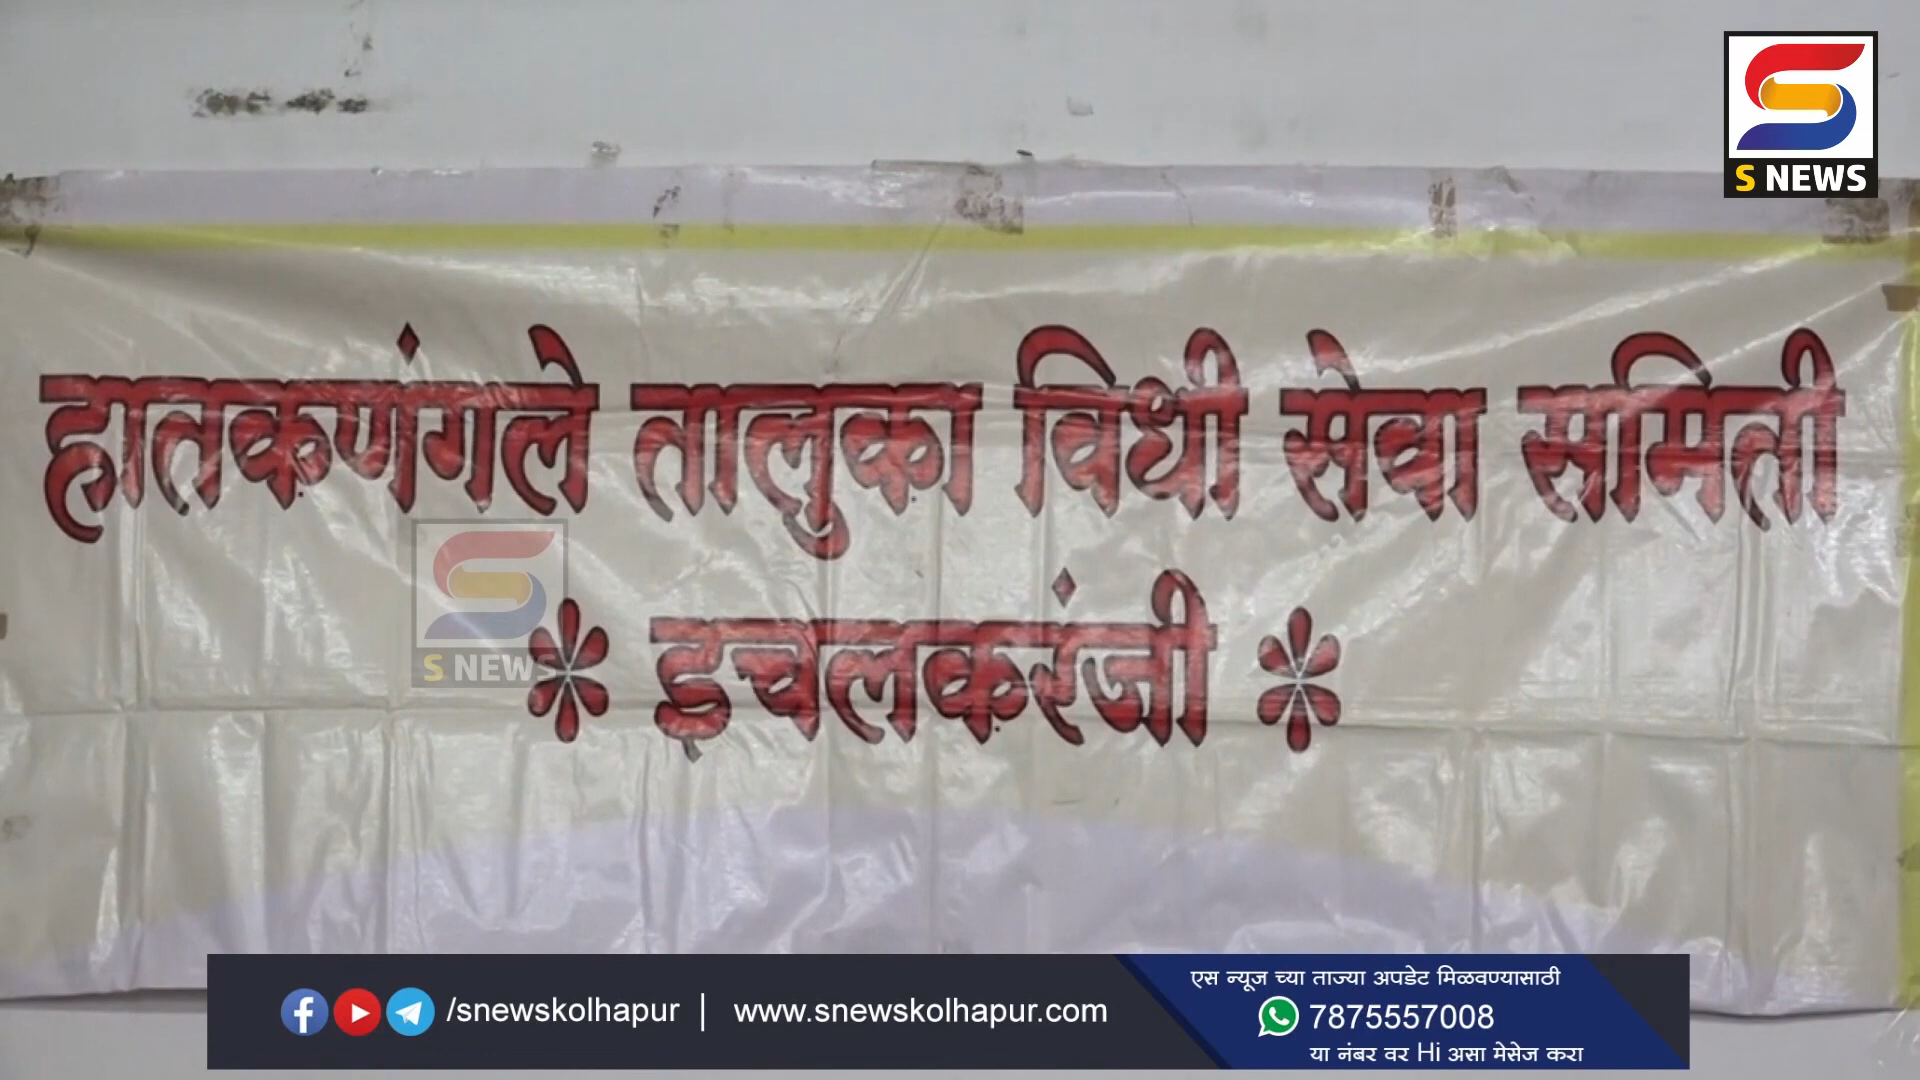 S NEWS
हातकणंगले तालुका विधी सेवा समिती
S NEWS
* इचलकरंजी *
/snewskolhapur | www.snewskolhapur.com
एस न्यूज च्या ताज्या अपडेट मिळवण्यासाठी
7875557008
या नंबर वर Hi असा मेसेज करा